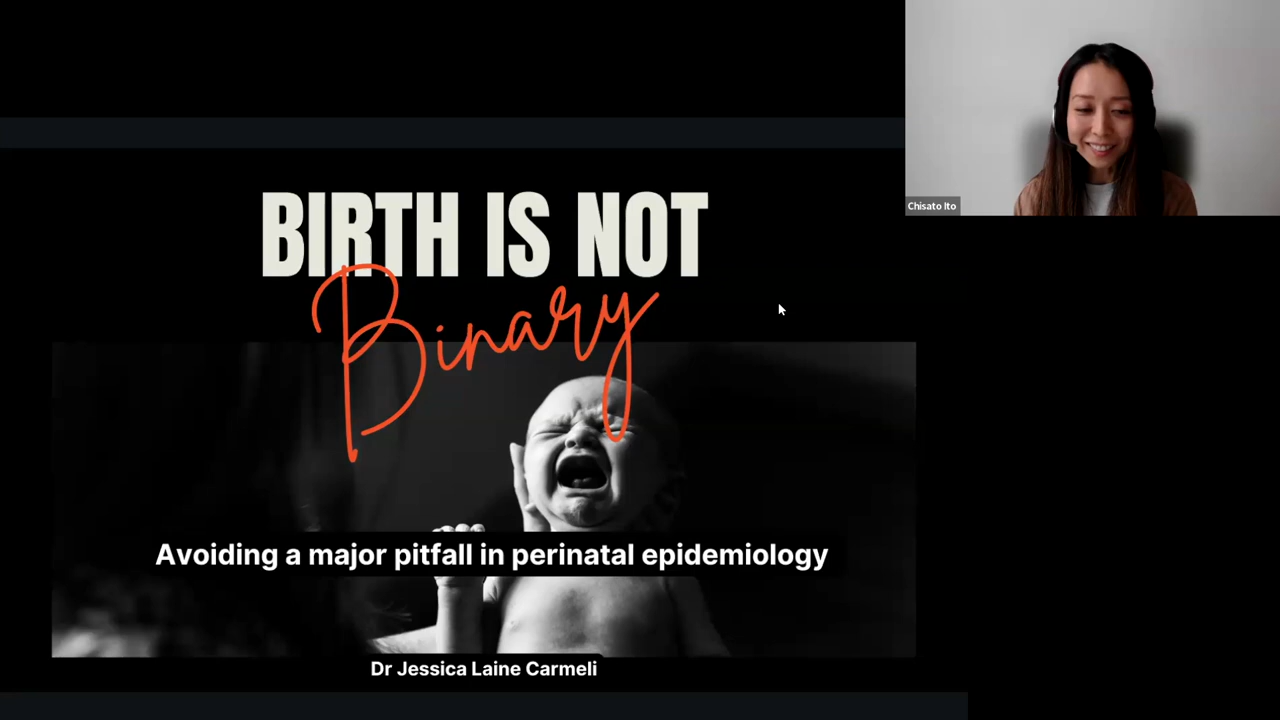 BIRTH IS NOT
Binary
Avoiding a major pitfall in perinatal epidemiology
Dr Jessica Laine Carmeli
Chisato Ito